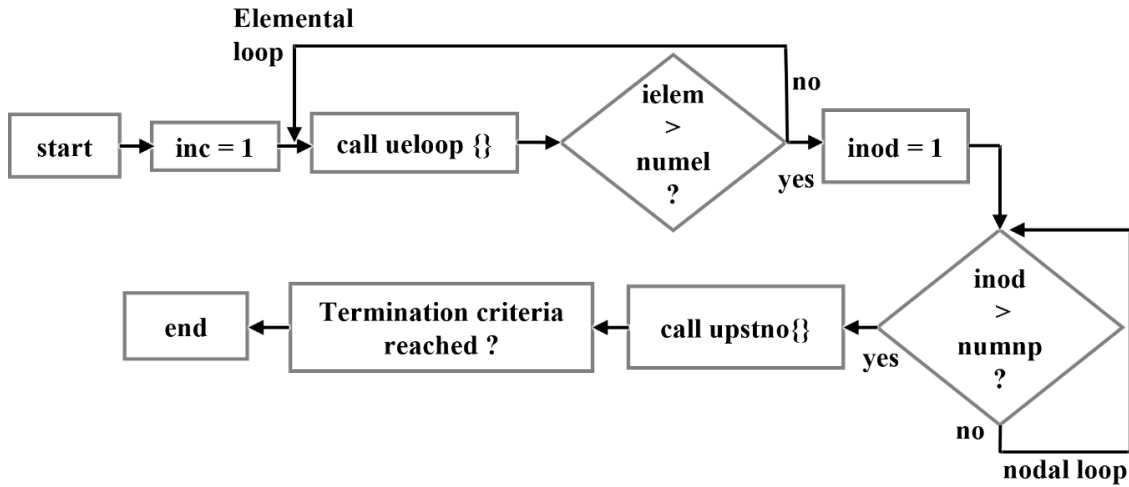 Elemental
loop
start
inc = 1
call ueloop {}
ielem
>
numel
?
no
yes
inod = 1
inod
>
numnp
?
yes
no
nodal loop
call upstno{}
Termination criteria
reached ?
end